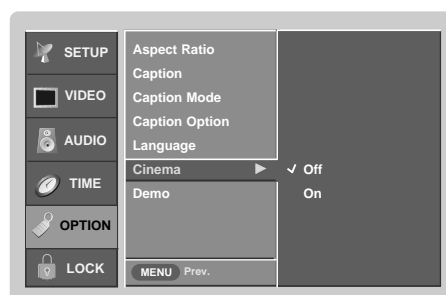 SETUP
VIDEO
AUDIO
TIME
OPTION
LOCK
Aspect Ratio
Caption
Caption Mode
Caption Option
Language
Cinema
Demo
MENU Prev.
Off
On